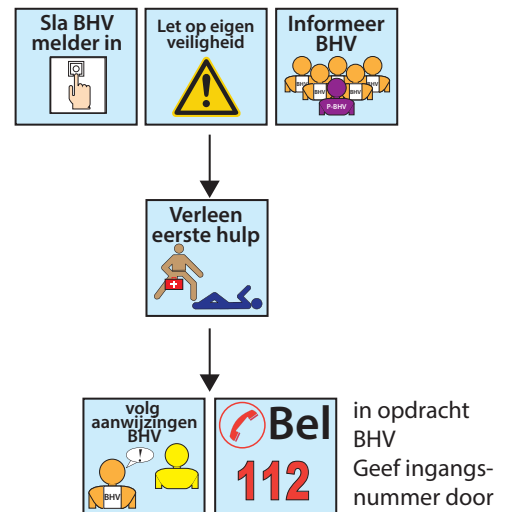 Sla BHV
melder in
Let op eigen
veiligheid
!
Informeer
BHV
BHV
BHV
BHV
BHV
P-BHV
Verleen
eerste hulp
volg
aanwijzingen
BHV
!
BHV
Bel
112
in opdracht
BHV
Geef ingangs-
nummer door